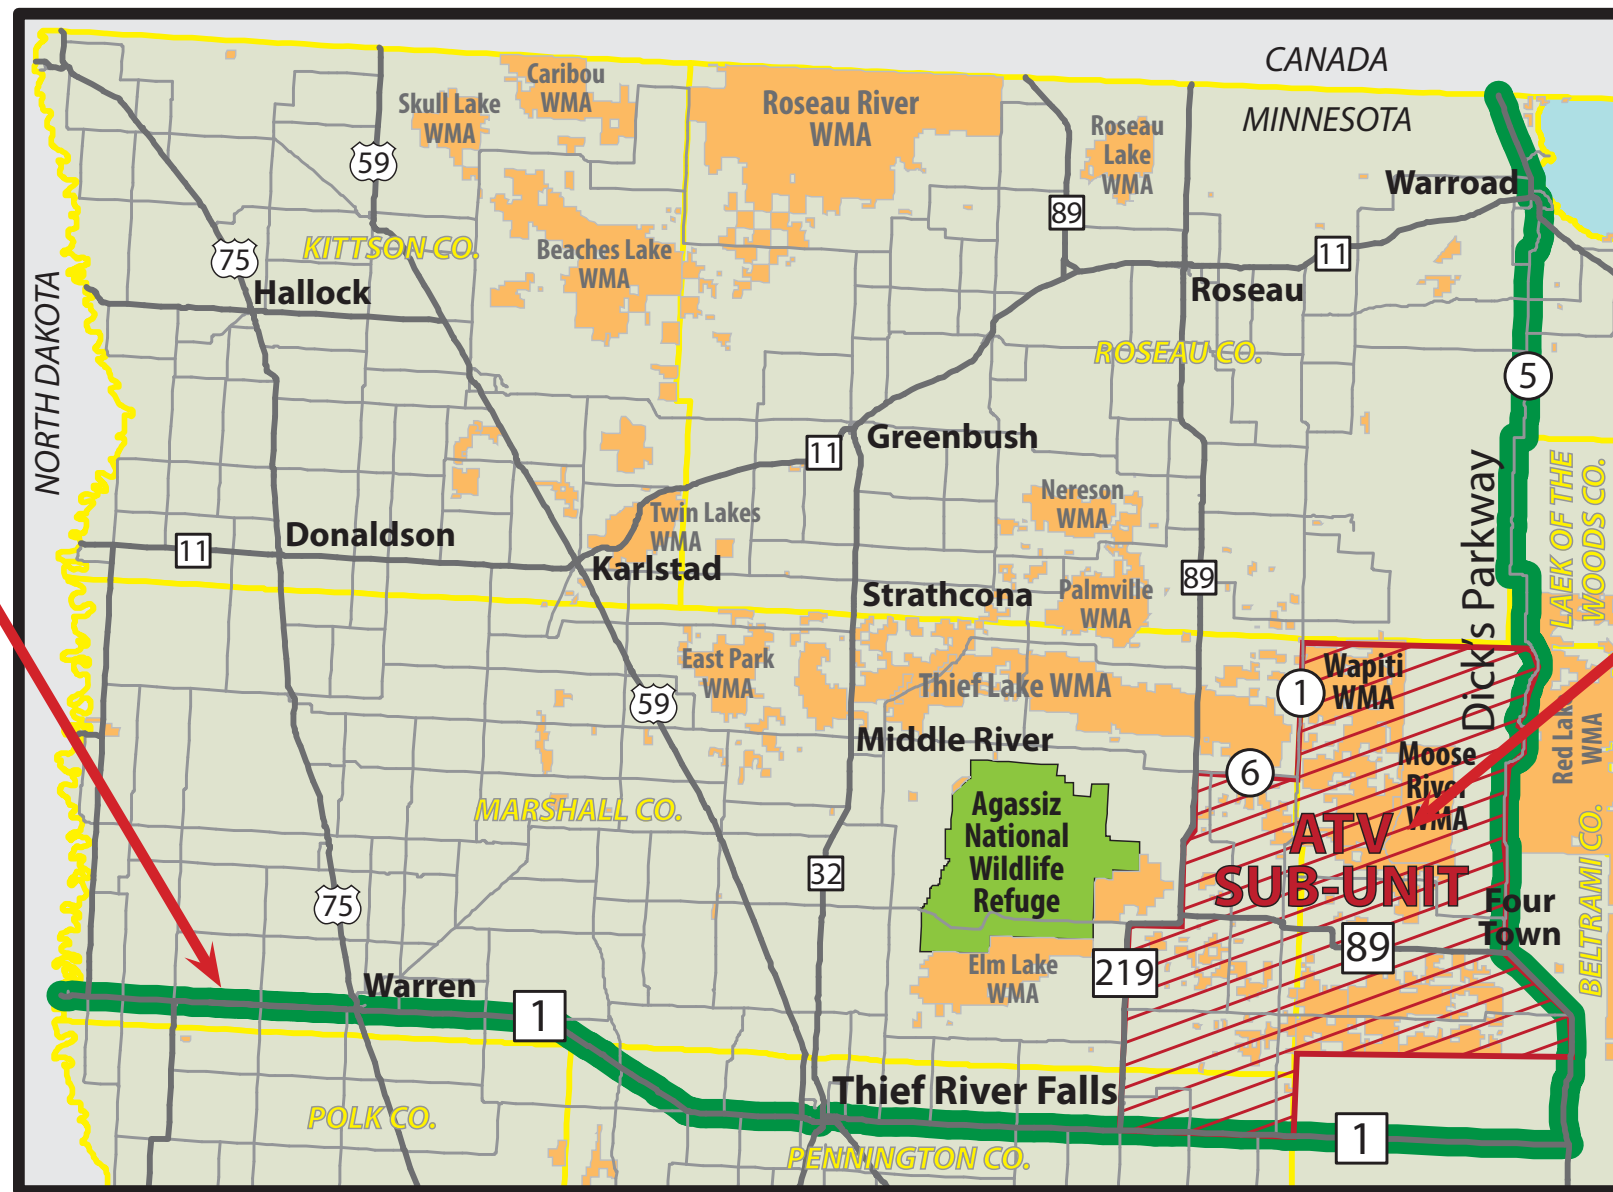 CANADA
MINNESOTA
Caribou
WMA
Skull Lake
WMA
Roseau River
WMA
Roseau
Lake
WMA
Warroad
59
89
11
75
KITTSON CO.
Beaches Lake
WMA
Hallock
Roseau
NORTH DAKOTA
ROSEAU CO.
5
Greenbush
11
Nereson
WMA
Twin Lakes
WMA
Donaldson
11
Karlstad
89
Strathcona
Palmville
WMA
Dick's Parkway
LAEK OF THE
WOODS CO.
East Park
WMA
59
Thief Lake WMA
1
Wapiti
WMA
Middle River
6
Moose
River
WMA
Red Lake
WMA
MARSHALL CO.
Agassiz
National
Wildlife
Refuge
ATV
SUB-UNIT
32
75
Four
Town
BELTRAMI CO.
89
219
Elm Lake
WMA
Warren
1
Thief River Falls
POLK CO.
PENNINGTON CO.
1